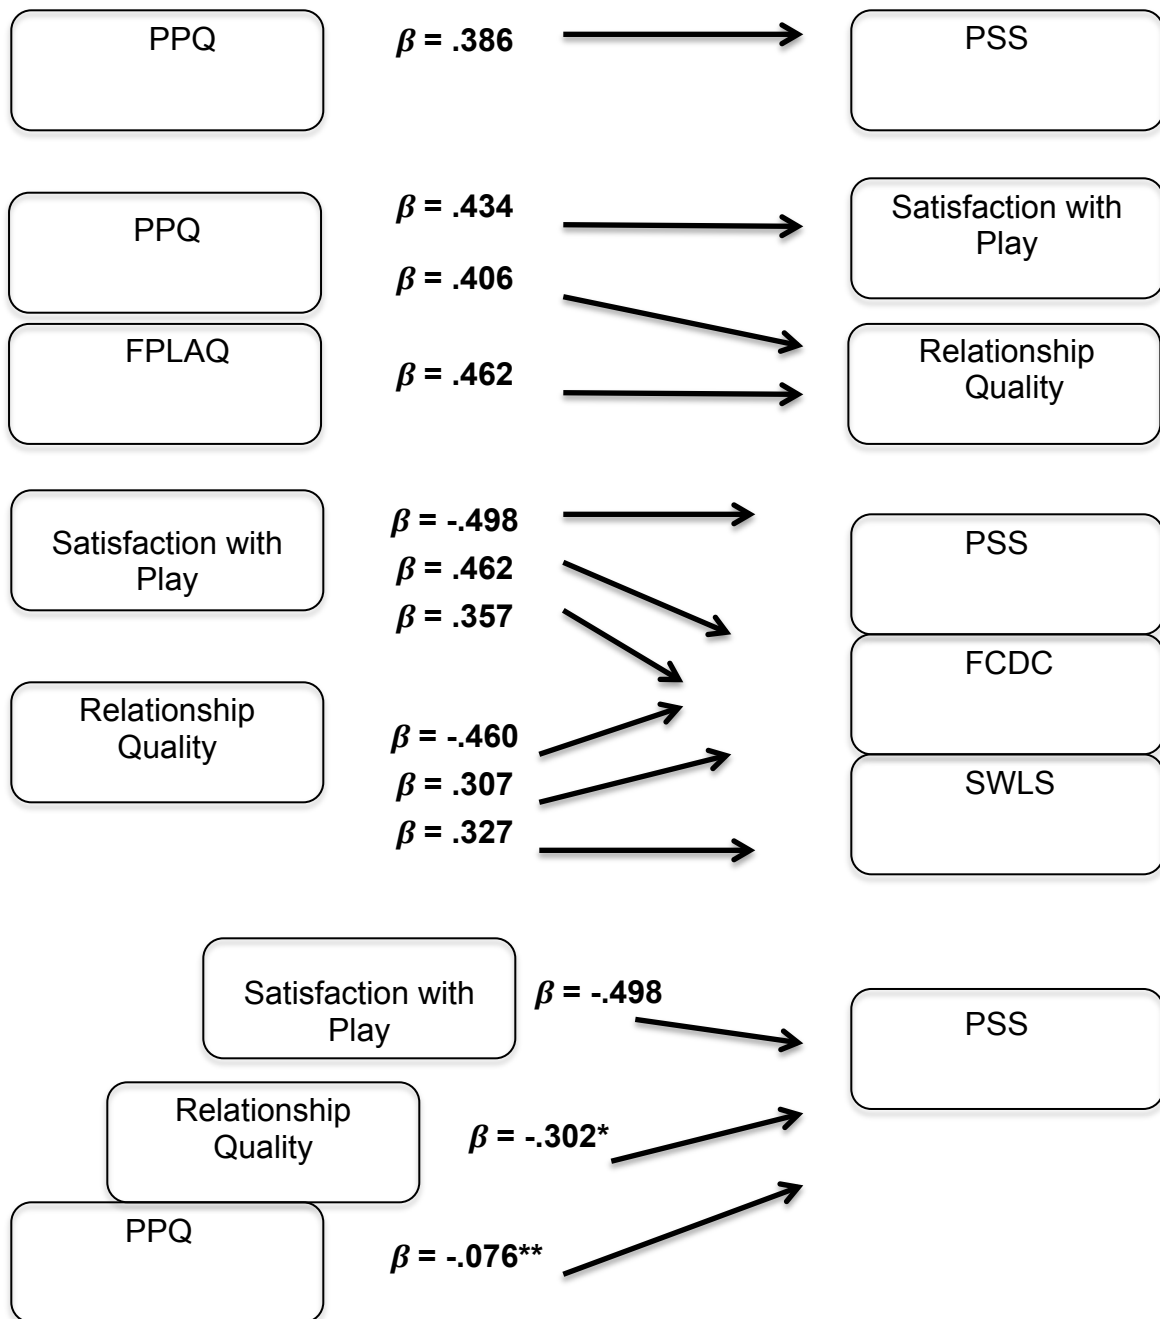 PPQ
β = .386
PSS
PPQ
β = .434
β = .406
Satisfaction with
Play
FPLAQ
β = .462
Relationship
Quality
Satisfaction with
Play
β = -.498
β = .462
β = .357
PSS
FCDC
Relationship
Quality
β = -.460
β = .307
β = .327
SWLS
Satisfaction with
Play
β = -.498
PSS
Relationship
Quality
β = -.302*
PPQ
β = -.076**